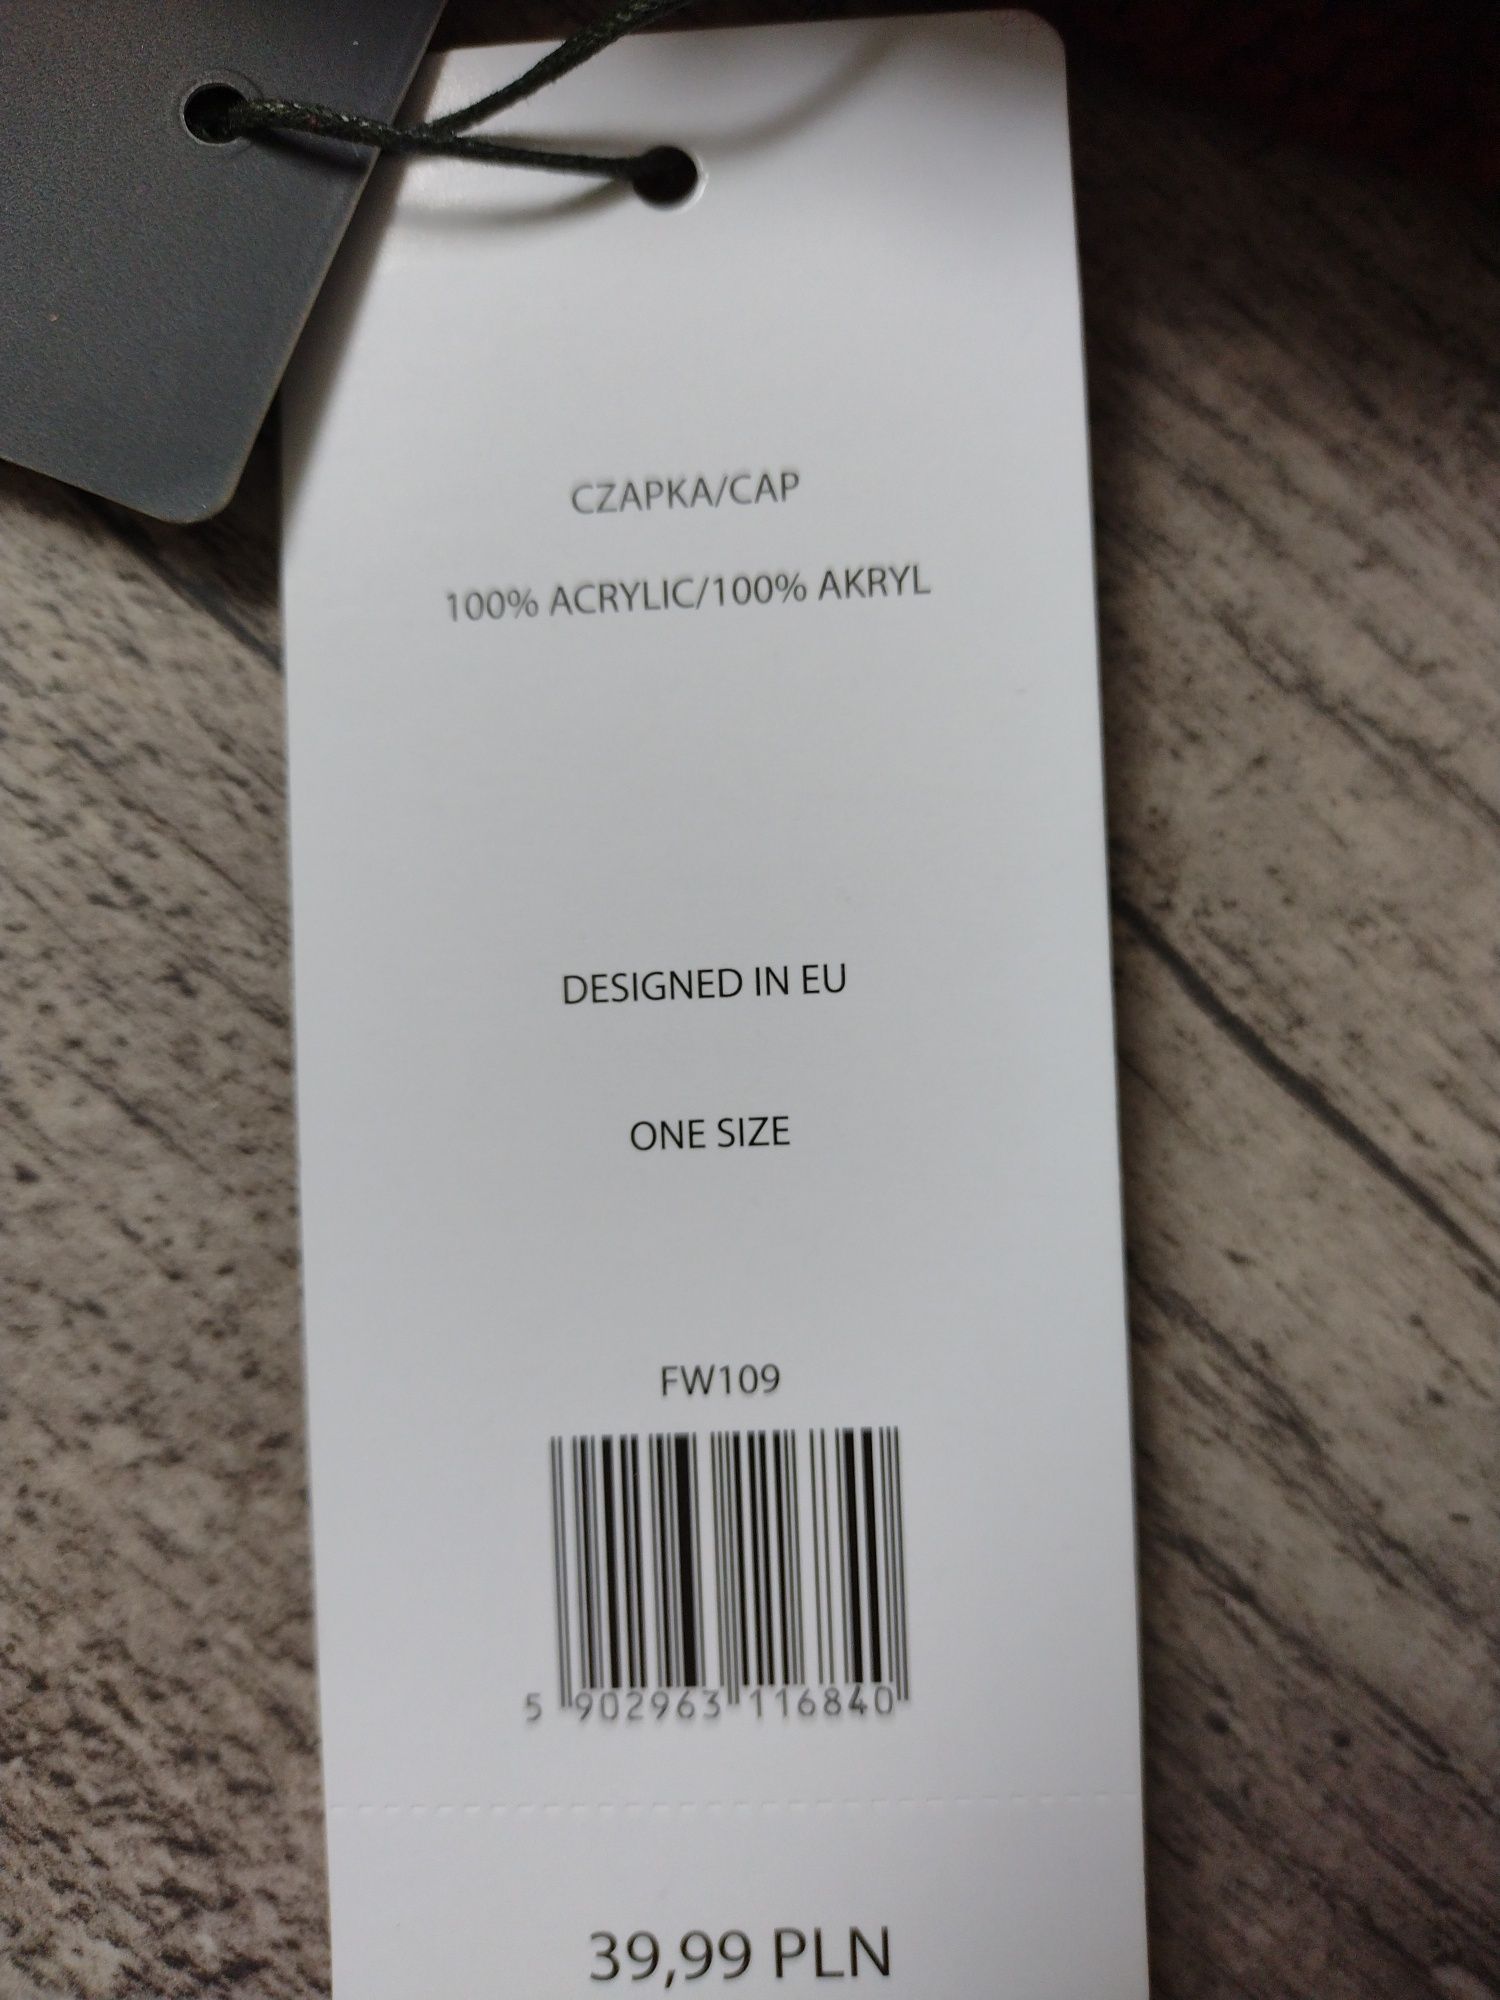 CZAPKA/CAP
100% ACRYLIC/100% AKRYL
DESIGNED IN EU
ONE SIZE
FW109
5 902963 116840
39,99 PLN